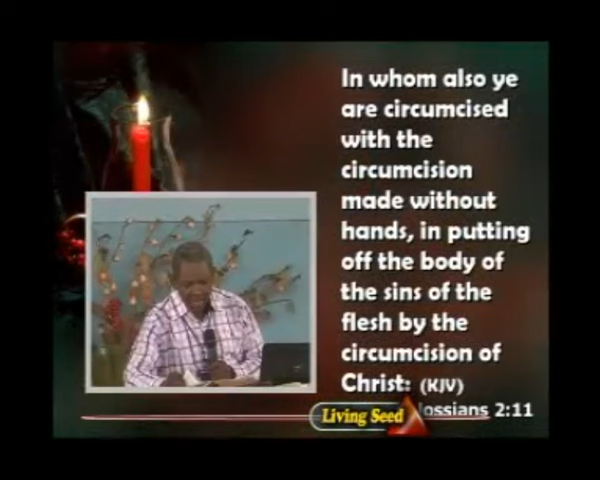 In whom also ye
are circumcised
with the
circumcision
made without
hands, in putting
off the body of
the sins of the
flesh by the
circumcision of
Christ: (KJV)
ossians 2:11
Living Seed